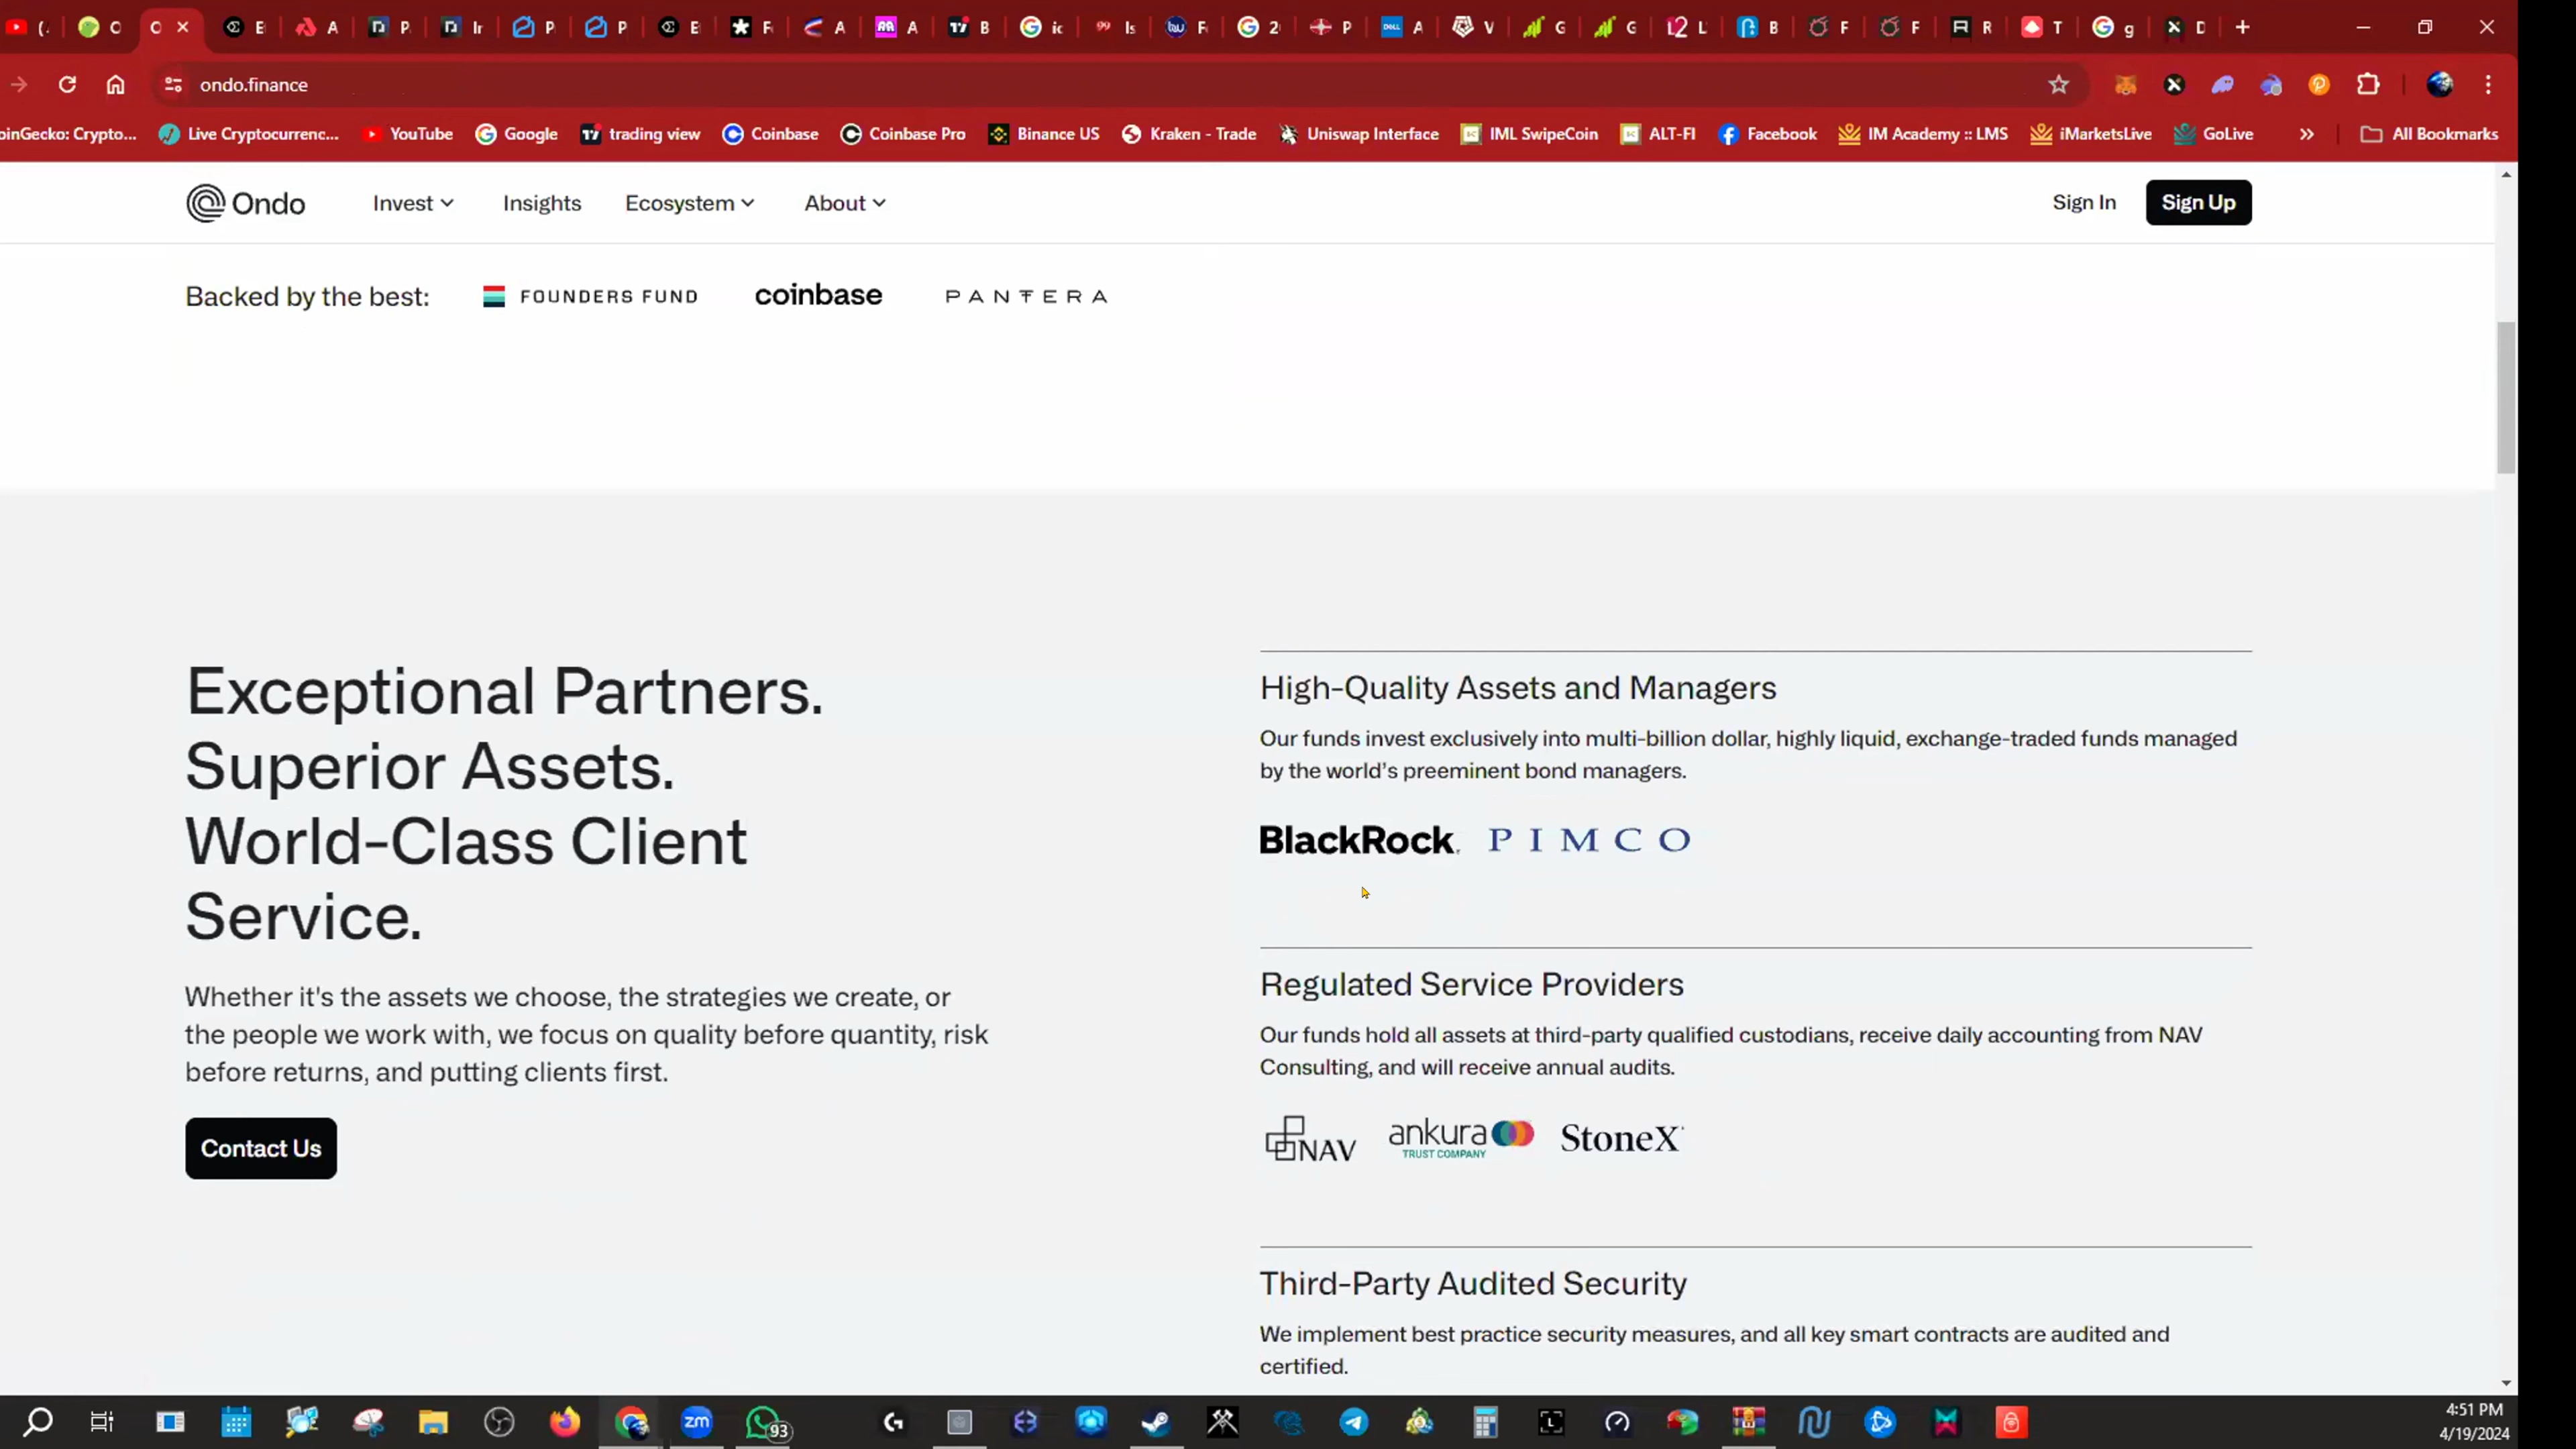 ondo.finance
oinGecko: Crypto... Live Cryptocurrenc... YouTube Google trading view Coinbase Coinbase Pro Binance US Kraken - Trade Uniswap Interface IML SwipeCoin ALT-FI Facebook IM Academy :: LMS iMarketsLive GoLive » All Bookmarks
Ondo Invest Insights Ecosystem About Sign In Sign Up
Backed by the best: FOUNDERS FUND coinbase PANTERA
Exceptional Partners.
Superior Assets.
World-Class Client
Service.
Whether it's the assets we choose, the strategies we create, or
the people we work with, we focus on quality before quantity, risk
before returns, and putting clients first.
Contact Us
High-Quality Assets and Managers
Our funds invest exclusively into multi-billion dollar, highly liquid, exchange-traded funds managed
by the world's preeminent bond managers.
BlackRock. PIMCO
Regulated Service Providers
Our funds hold all assets at third-party qualified custodians, receive daily accounting from NAV
Consulting, and will receive annual audits.
NAV ankura TRUST COMPANY StoneX
Third-Party Audited Security
We implement best practice security measures, and all key smart contracts are audited and
certified.
zm 93
4:51 PM
4/19/2024